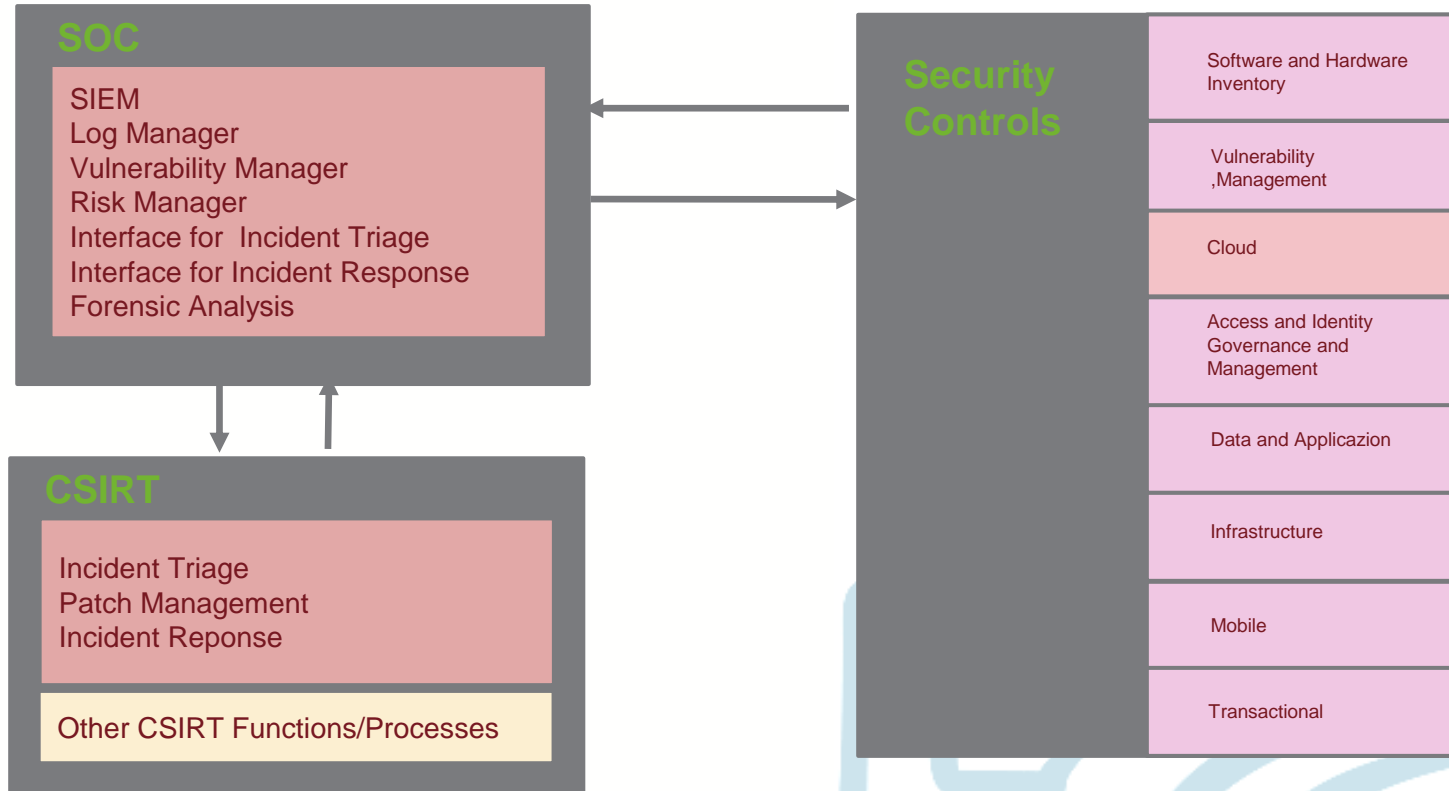 SOC
SIEM
Log Manager
Vulnerability Manager
Risk Manager
Interface for Incident Triage
Interface for Incident Response
Forensic Analysis
CSIRT
Incident Triage
Patch Management
Incident Reponse
Other CSIRT Functions/Processes
Security
Controls
Software and Hardware
Inventory
Vulnerability
,Management
Cloud
Access and Identity
Governance and
Management
Data and Applicazion
Infrastructure
Mobile
Transactional